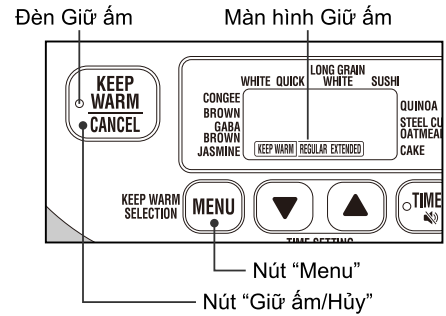 Đèn Giữ ấm
Màn hình Giữ ấm
KEEP
WARM
CANCEL
WHITE QUICK LONG GRAIN WHITE SUSHI
CONGEE
BROWN
GABA
BROWN
JASMINE
KEEP WARM REGULAR EXTENDED
QUINOA
STEEL CU
OATMEA
CAKE
KEEP WARM
SELECTION
MENU
TIME
TIME SETTING
Nút “Menu”
Nút “Giữ ấm/Hủy”